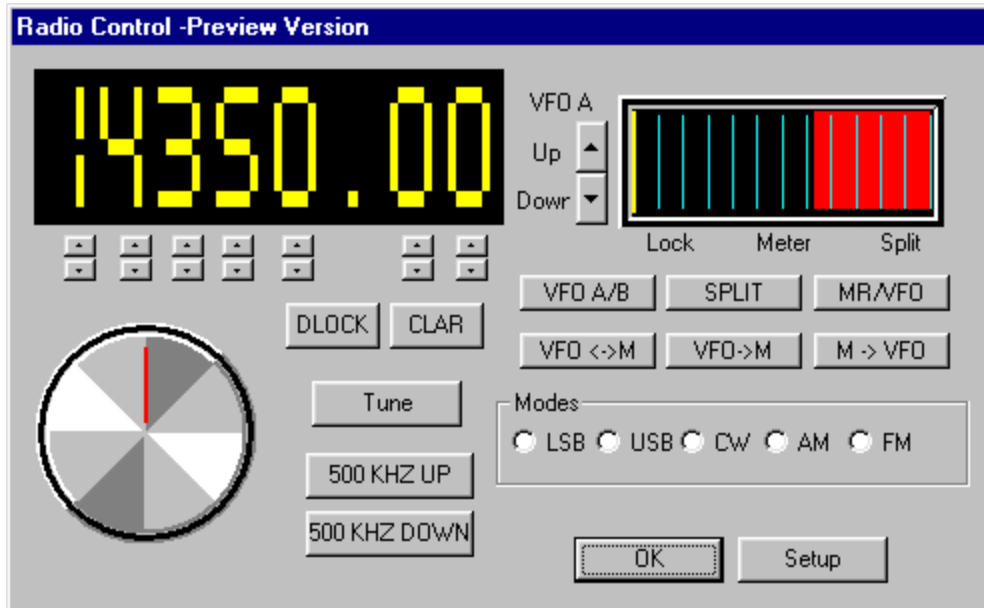 Radio Control -Preview Version
14350.00
VFO A
Up
Dowr
Lock Meter Split
VFO A/B SPLIT MR/VFO
DLOCK CLAR
VFO <->M VFO->M M -> VFO
Tune
Modes
LSB USB CW AM FM
500 KHZ UP
500 KHZ DOWN
OK Setup